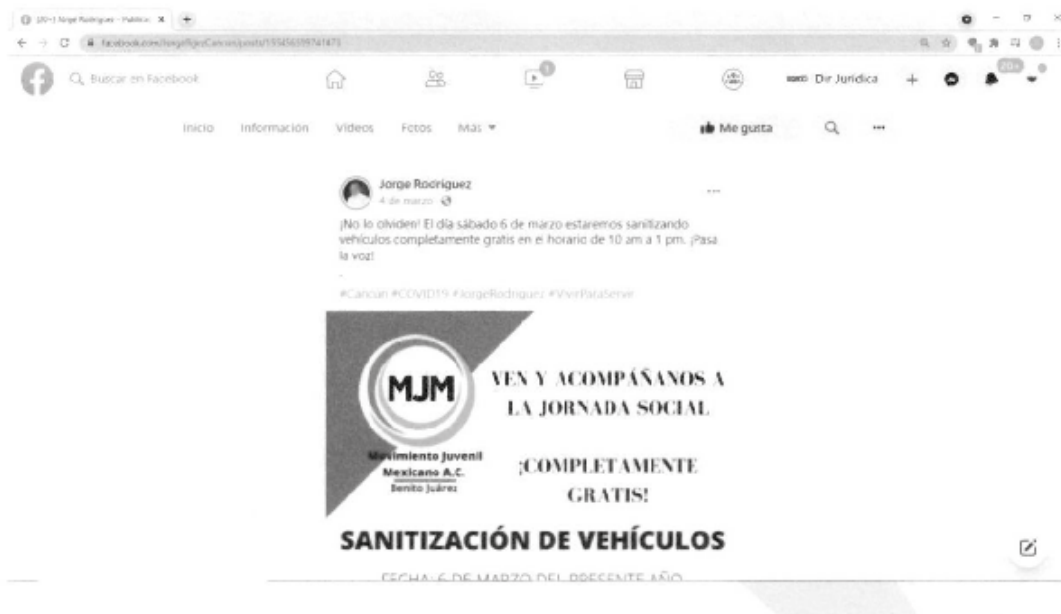 Buscar en Facebook
1
Dir Jurídica
20+
Inicio Información Videos Fotos Más
Me gusta
Jorge Rodríguez
4 de marzo
¡No lo olviden! El día sábado 6 de marzo estaremos sanitizando
vehículos completamente gratis en el horario de 10 am a 1 pm. ¡Pasa
la voz!
.
#Cancun #COVID19 #JorgeRodriguez #VivirParaServir
MJM
Movimiento Juvenil
Mexicano A.C.
Benito Juárez
VEN Y ACOMPÁÑANOS A
LA JORNADA SOCIAL
¡COMPLETAMENTE
GRATIS!
SANITIZACIÓN DE VEHÍCULOS
FECHA: 6 DE MARZO DEL PRESENTE AÑO